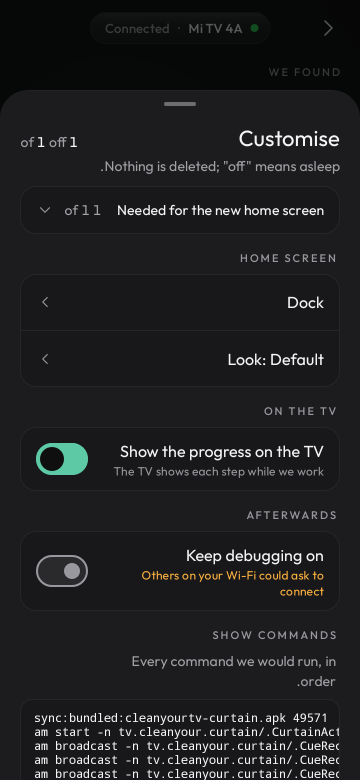 Connected · Mi TV 4A
WE FOUND
Customise
of 1 off 1
.Nothing is deleted; "off" means asleep
Needed for the new home screen
of 1 1
HOME SCREEN
Dock
Look: Default
ON THE TV
Show the progress on the TV
The TV shows each step while we work
AFTERWARDS
Keep debugging on
Others on your Wi-Fi could ask to
connect
SHOW COMMANDS
Every command we would run, in
.order
sync:bundled:cleanyourtv-curtain.apk 49571
am start -n tv.cleanyour.curtain/.CurtainAct
am broadcast -n tv.cleanyour.curtain/.CueRec
am broadcast -n tv.cleanyour.curtain/.CueRec
am broadcast -n tv.cleanyour.curtain/.CueRec